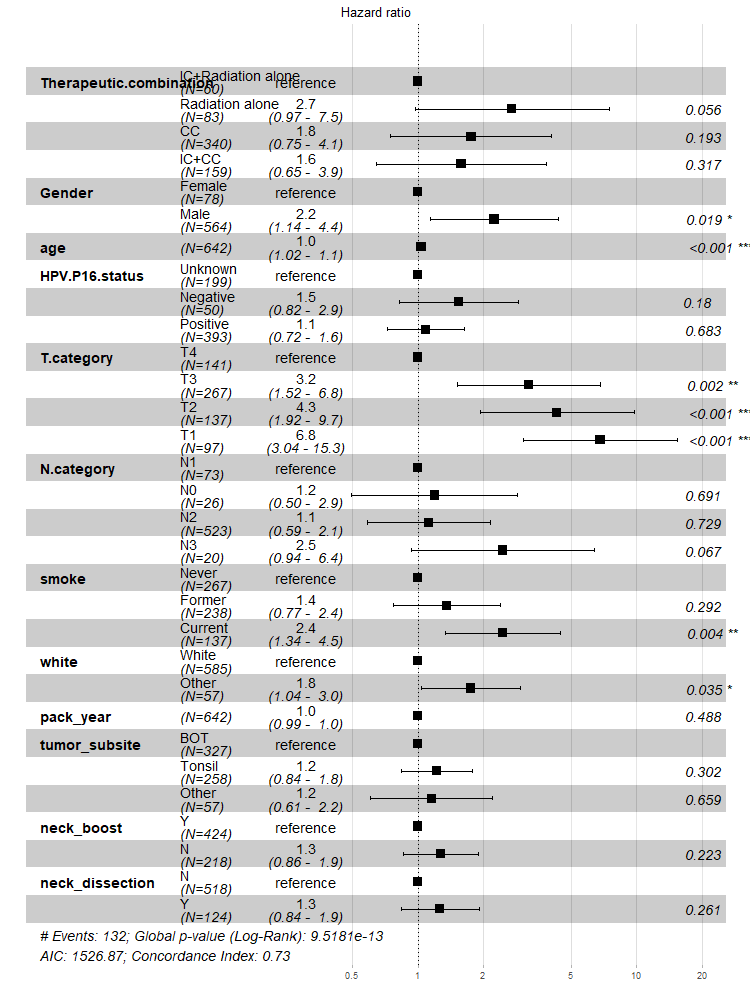 Hazard ratio
Therapeutic.combination IC+Radiation alone (N=60) reference
Radiation alone (N=83) 2.7 (0.97 - 7.5) 0.056
CC (N=340) 1.8 (0.75 - 4.1) 0.193
IC+CC (N=159) 1.6 (0.65 - 3.9) 0.317
Gender Female (N=78) reference
Male (N=564) 2.2 (1.14 - 4.4) 0.019 *
age (N=642) 1.0 (1.02 - 1.1) <0.001 ***
HPV.P16.status Unknown (N=199) reference
Negative (N=50) 1.5 (0.82 - 2.9) 0.18
Positive (N=393) 1.1 (0.72 - 1.6) 0.683
T.category T4 (N=141) reference
T3 (N=267) 3.2 (1.52 - 6.8) 0.002 **
T2 (N=137) 4.3 (1.92 - 9.7) <0.001 ***
T1 (N=97) 6.8 (3.04 - 15.3) <0.001 ***
N.category N1 (N=73) reference
N0 (N=26) 1.2 (0.50 - 2.9) 0.691
N2 (N=523) 1.1 (0.59 - 2.1) 0.729
N3 (N=20) 2.5 (0.94 - 6.4) 0.067
smoke Never (N=267) reference
Former (N=238) 1.4 (0.77 - 2.4) 0.292
Current (N=137) 2.4 (1.34 - 4.5) 0.004 **
white White (N=585) reference
Other (N=57) 1.8 (1.04 - 3.0) 0.035 *
pack_year (N=642) 1.0 (0.99 - 1.0) 0.488
tumor_subsite BOT (N=327) reference
Tonsil (N=258) 1.2 (0.84 - 1.8) 0.302
Other (N=57) 1.2 (0.61 - 2.2) 0.659
neck_boost Y (N=424) reference
N (N=218) 1.3 (0.86 - 1.9) 0.223
neck_dissection N (N=518) reference
Y (N=124) 1.3 (0.84 - 1.9) 0.261
# Events: 132; Global p-value (Log-Rank): 9.5181e-13
AIC: 1526.87; Concordance Index: 0.73
0.5 1 2 5 10 20